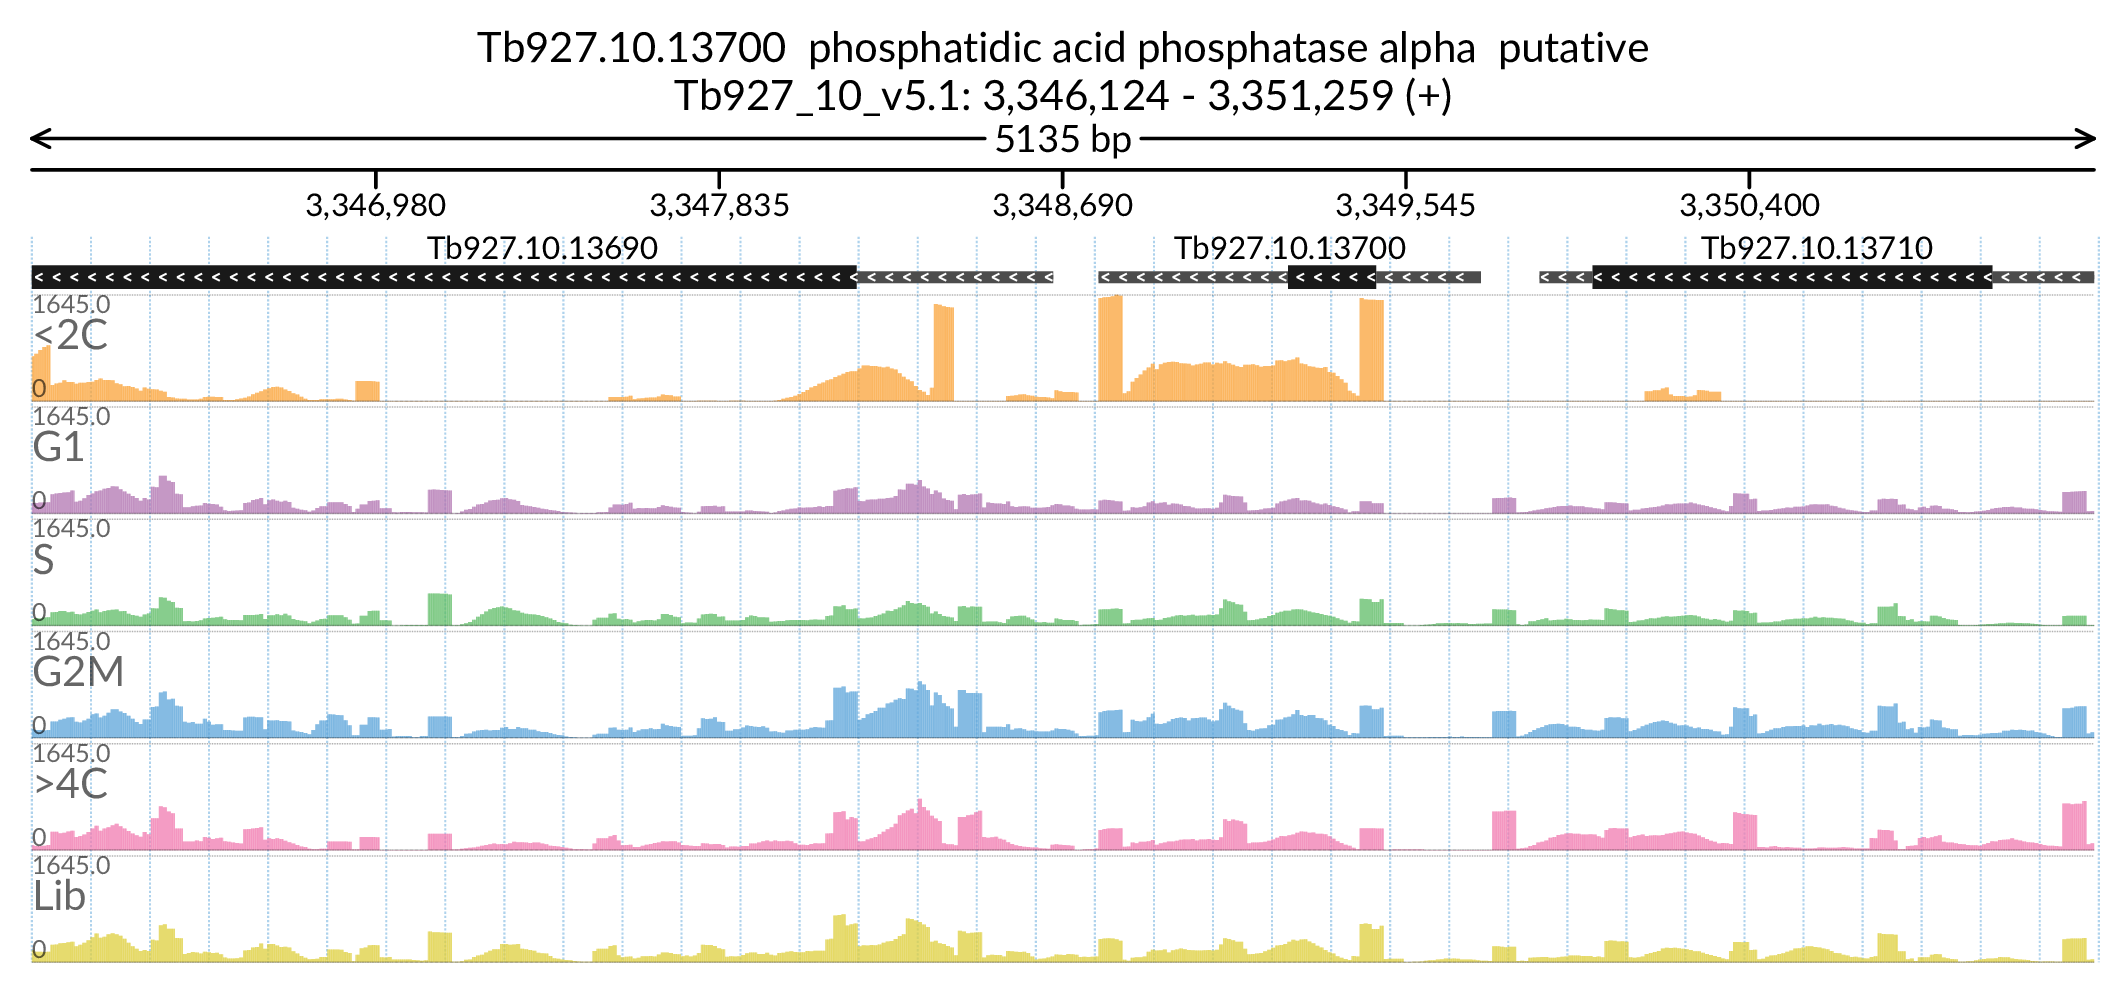 Tb927.10.13700 phosphatidic acid phosphatase alpha putative
Tb927_10_v5.1: 3,346,124 - 3,351,259 (+)
5135 bp
3,346,980 3,347,835 3,348,690 3,349,545 3,350,400
Tb927.10.13690 Tb927.10.13700 Tb927.10.13710
1645.0
<2C
0
1645.0
G1
0
1645.0
S
0
1645.0
G2M
0
1645.0
>4C
0
1645.0
Lib
0